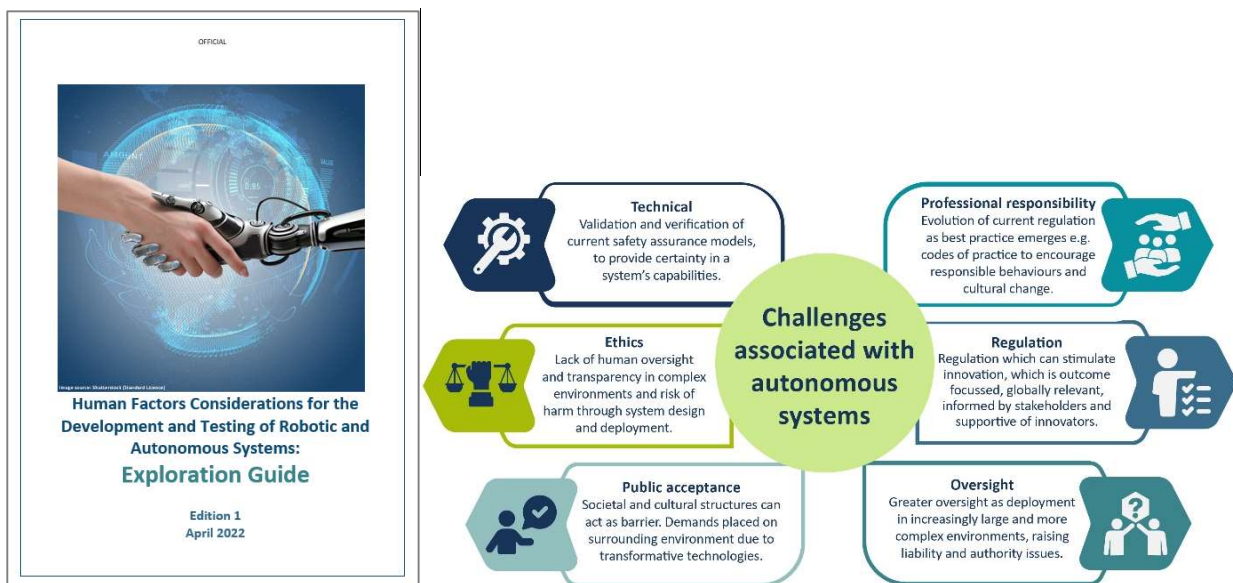 OFFICIAL
AMOUNT
0.95
Image source: Shutterstock (Standard Licence)
Human Factors Considerations for the
Development and Testing of Robotic and
Autonomous Systems:
Exploration Guide
Edition 1
April 2022
Challenges
associated with
autonomous
systems
Technical
Validation and verification of
current safety assurance models,
to provide certainty in a
system's capabilities.
Ethics
Lack of human oversight
and transparency in complex
environments and risk of
harm through system design
and deployment.
Public acceptance
Societal and cultural structures can
act as barrier. Demands placed on
surrounding environment due to
transformative technologies.
Professional responsibility
Evolution of current regulation
as best practice emerges e.g.
codes of practice to encourage
responsible behaviours and
cultural change.
Regulation
Regulation which can stimulate
innovation, which is outcome
focussed, globally relevant,
informed by stakeholders and
supportive of innovators.
Oversight
Greater oversight as deployment
in increasingly large and more
complex environments, raising
liability and authority issues.
?